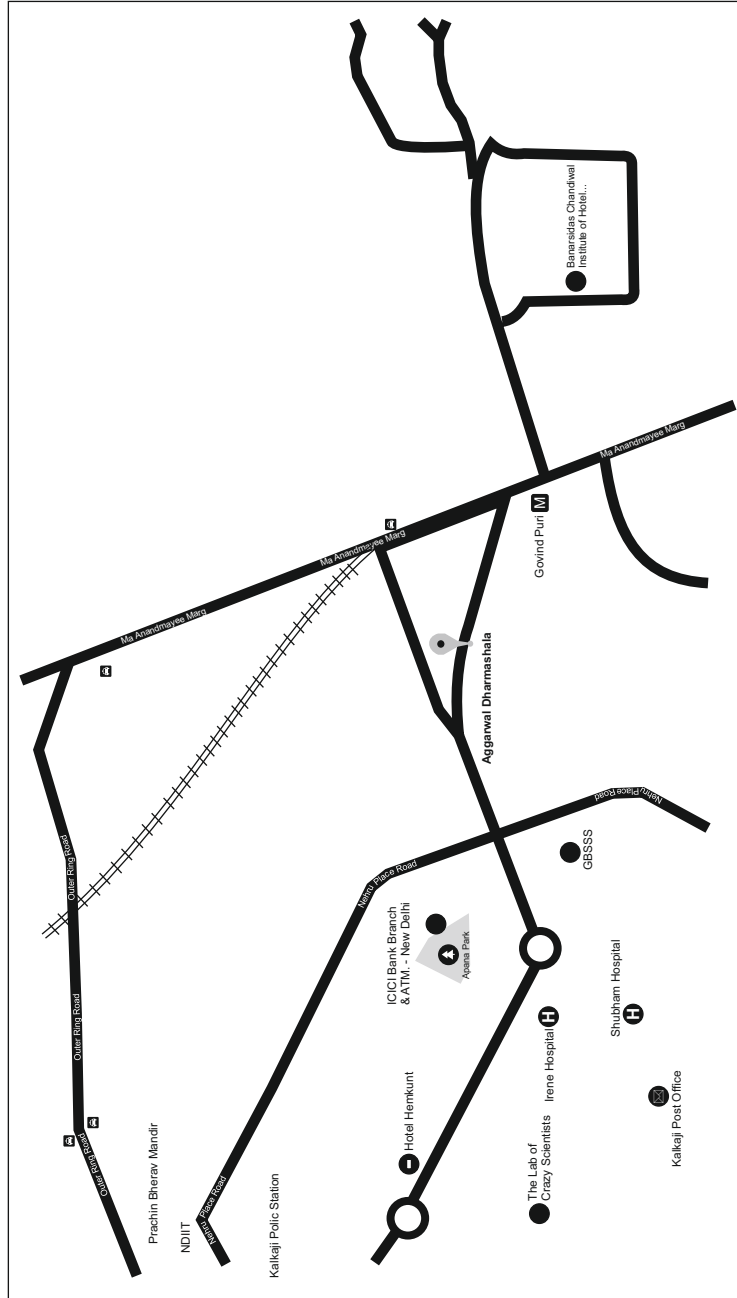 Outer Ring Road
Outer Ring Road
Outer Ring Road
Prachin Bherav Mandir
NDIIT
Nehru Place Road
Kalkaji Polic Station
Nehru Place Road
Nehru Place Road
Ma Anandmayee Marg
Ma Anandmayee Marg
Ma Anandmayee Marg
ICICI Bank Branch
& ATM. - New Delhi
Apana Park
Hotel Hemkunt
Aggarwal Dharmashala
Govind Puri
M
The Lab of
Crazy Scientists
Irene Hospital
H
GBSSS
Shubham Hospital
H
Kalkaji Post Office
Banarsidas Chandiwal
Institute of Hotel...